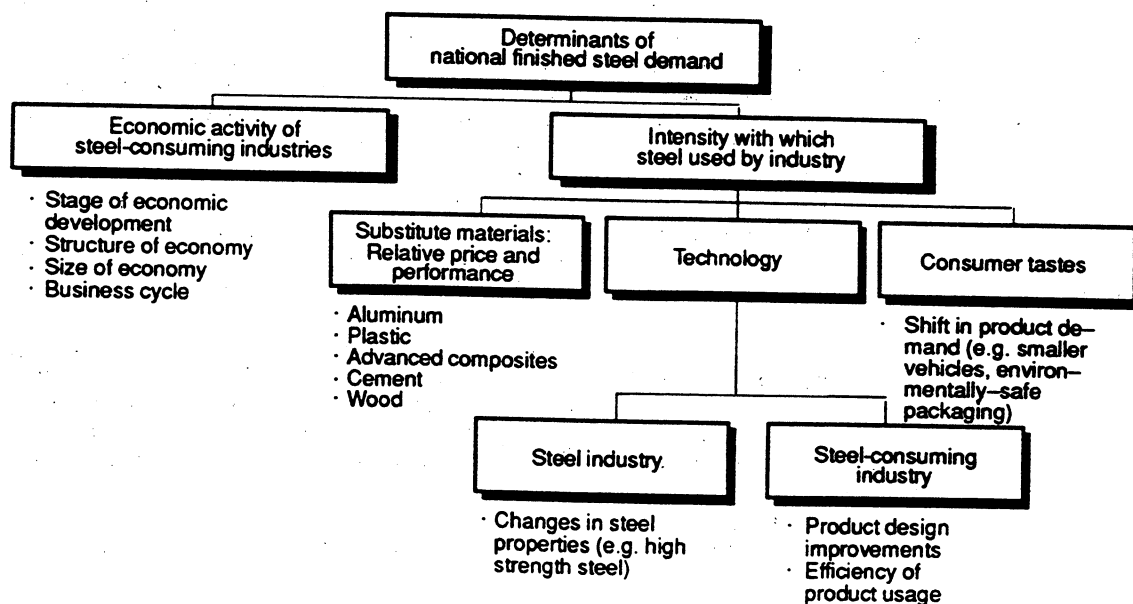 Determinants of
national finished steel demand
Economic activity of
steel-consuming industries
· Stage of economic
development
· Structure of economy
· Size of economy
· Business cycle
Intensity with which
steel used by industry
Substitute materials:
Relative price and
performance
· Aluminum
· Plastic
· Advanced composites
· Cement
· Wood
Technology
Consumer tastes
· Shift in product de–
mand (e.g. smaller
vehicles, environ–
mentally–safe
packaging)
Steel industry.
· Changes in steel
properties (e.g. high
strength steel)
Steel-consuming
industry
· Product design
improvements
· Efficiency of
product usage